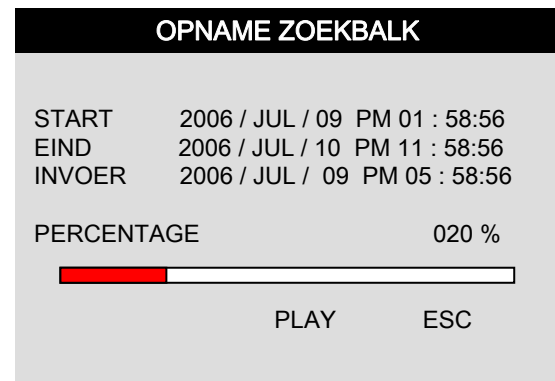 OPNAME ZOEKBALK
START 2006 / JUL / 09 PM 01 : 58:56
EIND 2006 / JUL / 10 PM 11 : 58:56
INVOER 2006 / JUL / 09 PM 05 : 58:56
PERCENTAGE 020 %
PLAY ESC